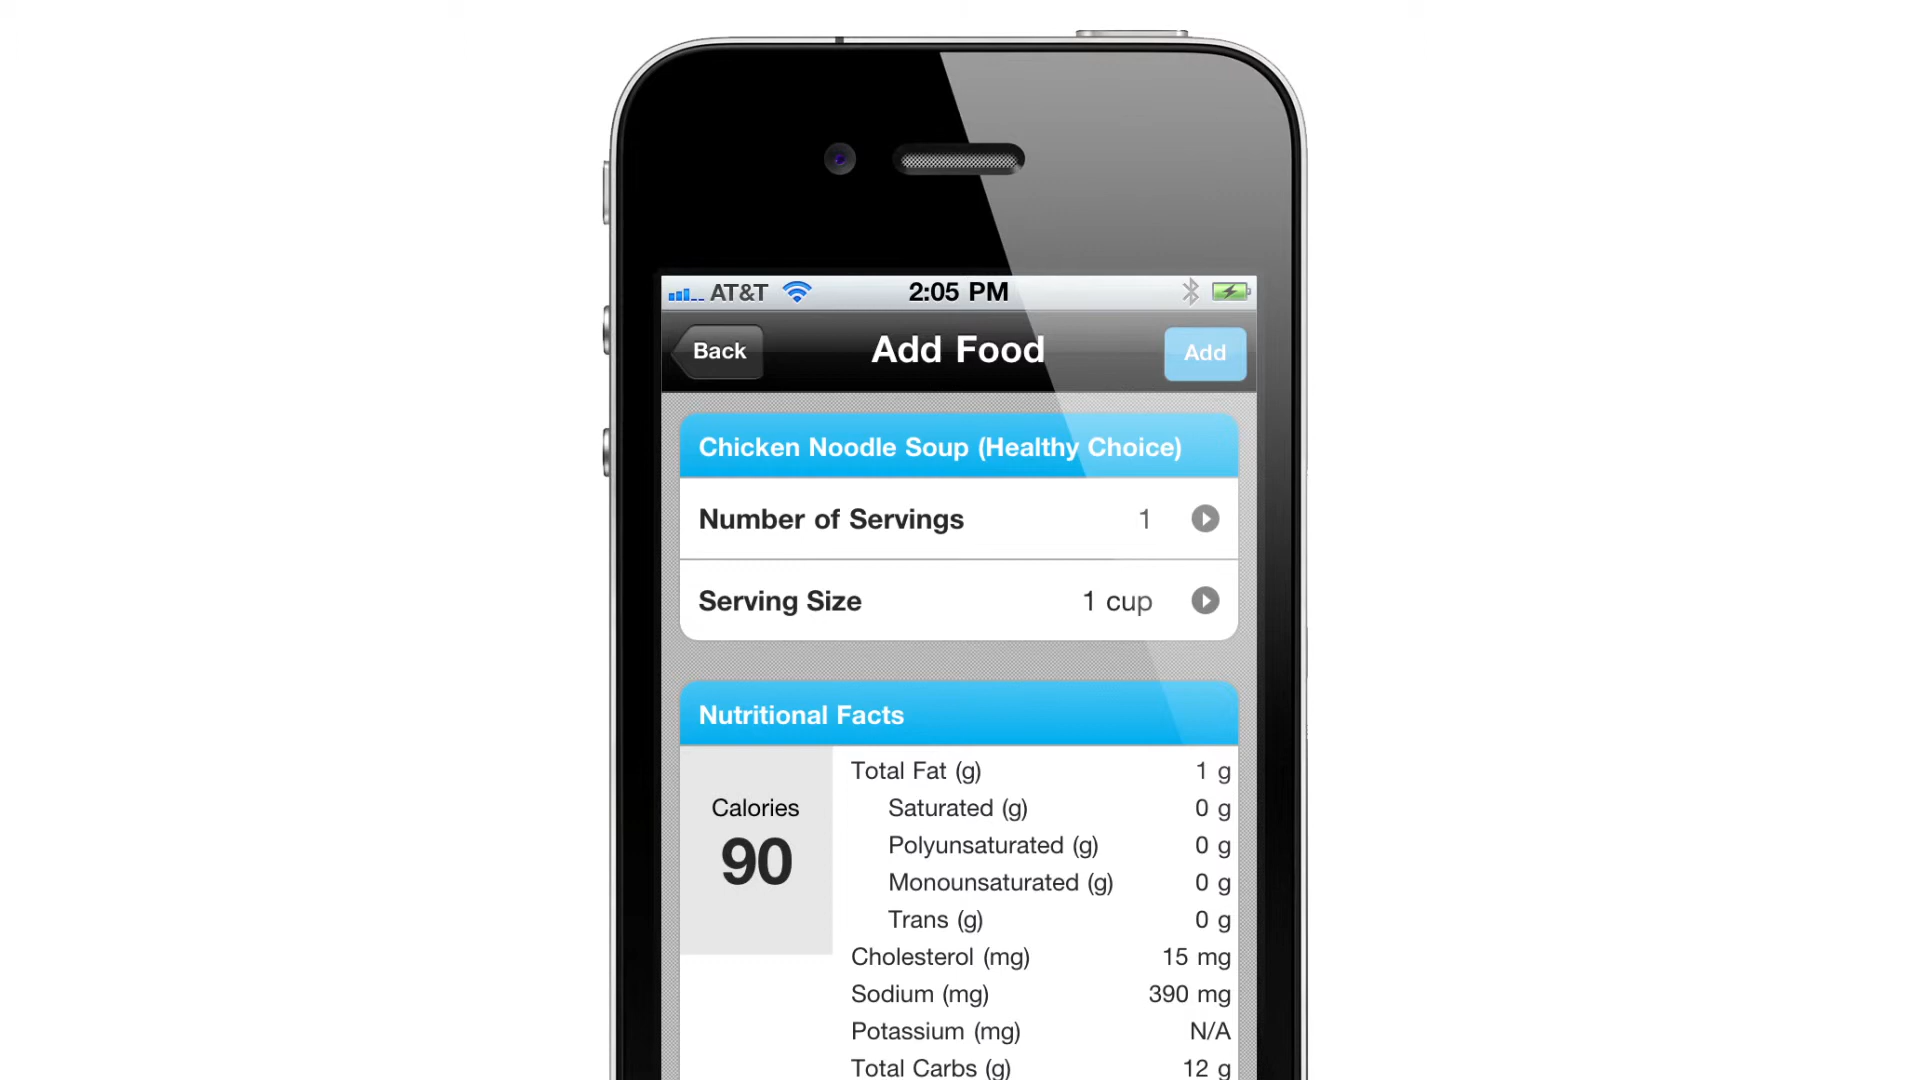 AT&T 2:05 PM
Back Add Food Add
Chicken Noodle Soup (Healthy Choice)
Number of Servings 1
Serving Size 1 cup
Nutritional Facts
Calories
90
Total Fat (g) 1 g
Saturated (g) 0 g
Polyunsaturated (g) 0 g
Monounsaturated (g) 0 g
Trans (g) 0 g
Cholesterol (mg) 15 mg
Sodium (mg) 390 mg
Potassium (mg) N/A
Total Carbs (g) 12 g